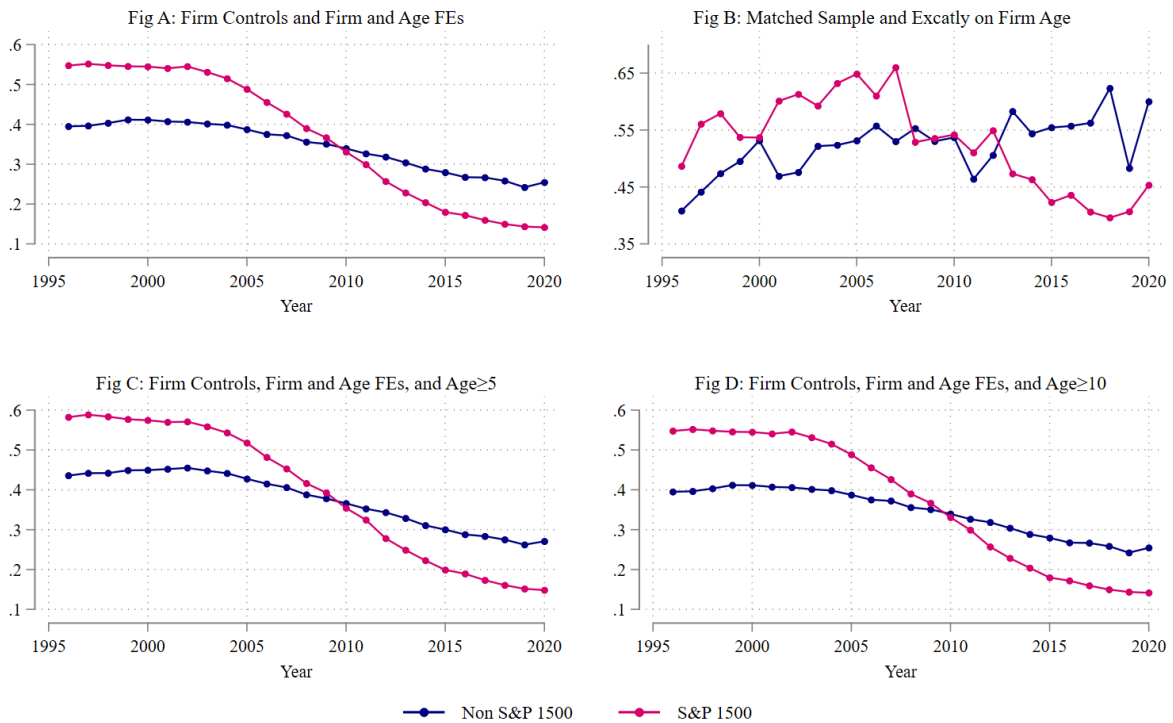 Fig A: Firm Controls and Firm and Age FEs
.6
.5
.4
.3
.2
.1
1995 2000 2005 2010 2015 2020
Year
Fig B: Matched Sample and Excatly on Firm Age
.65
.55
.45
.35
1995 2000 2005 2010 2015 2020
Year
Fig C: Firm Controls, Firm and Age FEs, and Age≥5
.6
.5
.4
.3
.2
.1
1995 2000 2005 2010 2015 2020
Year
Fig D: Firm Controls, Firm and Age FEs, and Age≥10
.6
.5
.4
.3
.2
.1
1995 2000 2005 2010 2015 2020
Year
Non S&P 1500 S&P 1500